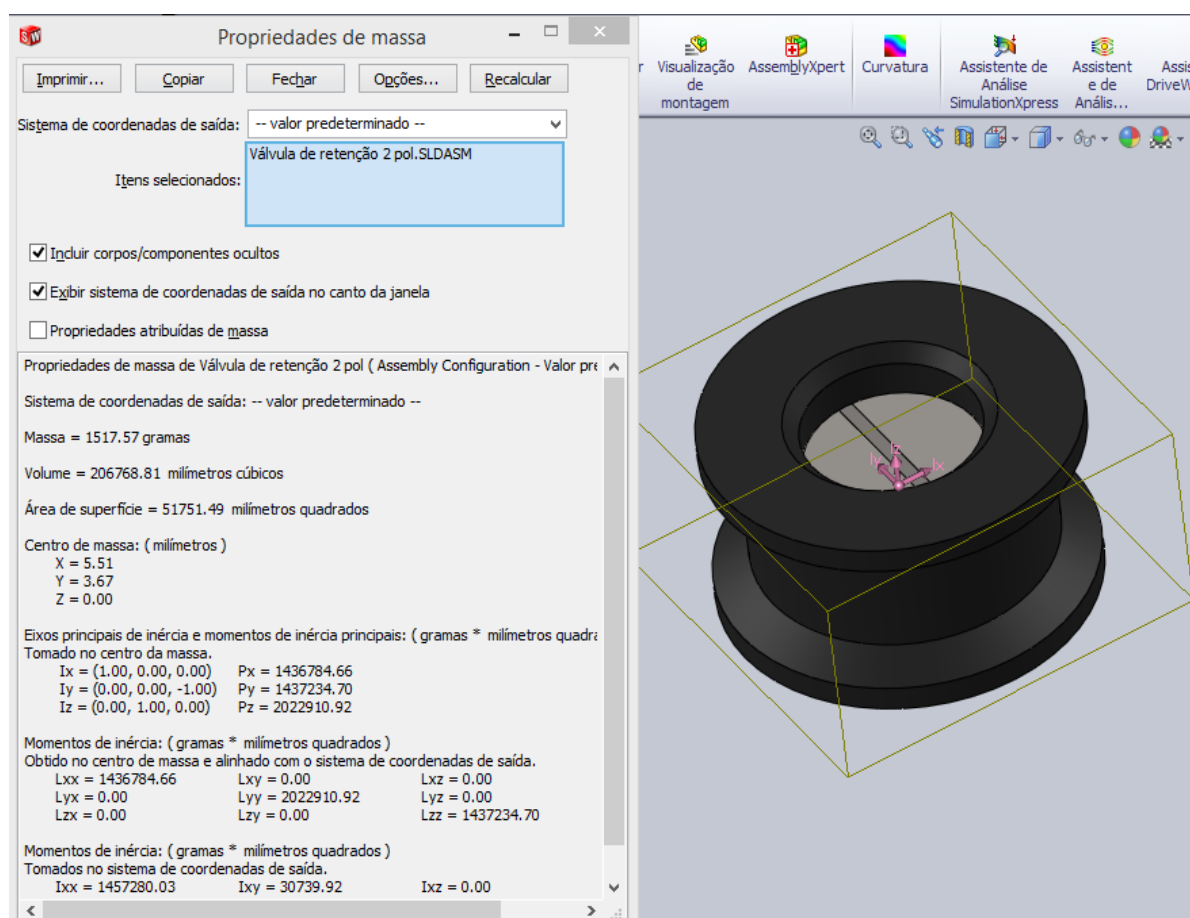 SW Propriedades de massa
Imprimir... Copiar Fechar Opções... Recalcular
Sistema de coordenadas de saída: -- valor predeterminado --
Itens selecionados: Válvula de retenção 2 pol.SLDASM
Incluir corpos/componentes ocultos
Exibir sistema de coordenadas de saída no canto da janela
Propriedades atribuídas de massa
Propriedades de massa de Válvula de retenção 2 pol ( Assembly Configuration - Valor pre
Sistema de coordenadas de saída: -- valor predeterminado --
Massa = 1517.57 gramas
Volume = 206768.81 milímetros cúbicos
Área de superfície = 51751.49 milímetros quadrados
Centro de massa: ( milímetros )
X = 5.51
Y = 3.67
Z = 0.00
Eixos principais de inércia e momentos de inércia principais: ( gramas * milímetros quadra
Tomado no centro da massa.
Ix = (1.00, 0.00, 0.00) Px = 1436784.66
Iy = (0.00, 0.00, -1.00) Py = 1437234.70
Iz = (0.00, 1.00, 0.00) Pz = 2022910.92
Momentos de inércia: ( gramas * milímetros quadrados )
Obtido no centro de massa e alinhado com o sistema de coordenadas de saída.
Lxx = 1436784.66 Lxy = 0.00 Lxz = 0.00
Lyx = 0.00 Lyy = 2022910.92 Lyz = 0.00
Lzx = 0.00 Lzy = 0.00 Lzz = 1437234.70
Momentos de inércia: ( gramas * milímetros quadrados )
Tomados no sistema de coordenadas de saída.
Ixx = 1457280.03 Ixy = 30739.92 Ixz = 0.00
r Visualização de montagem
AssemblyXpert
Curvatura
Assistente de Análise SimulationXpress
Assistent e de Anális...
Assis DriveW
Iz
Iy
Ix